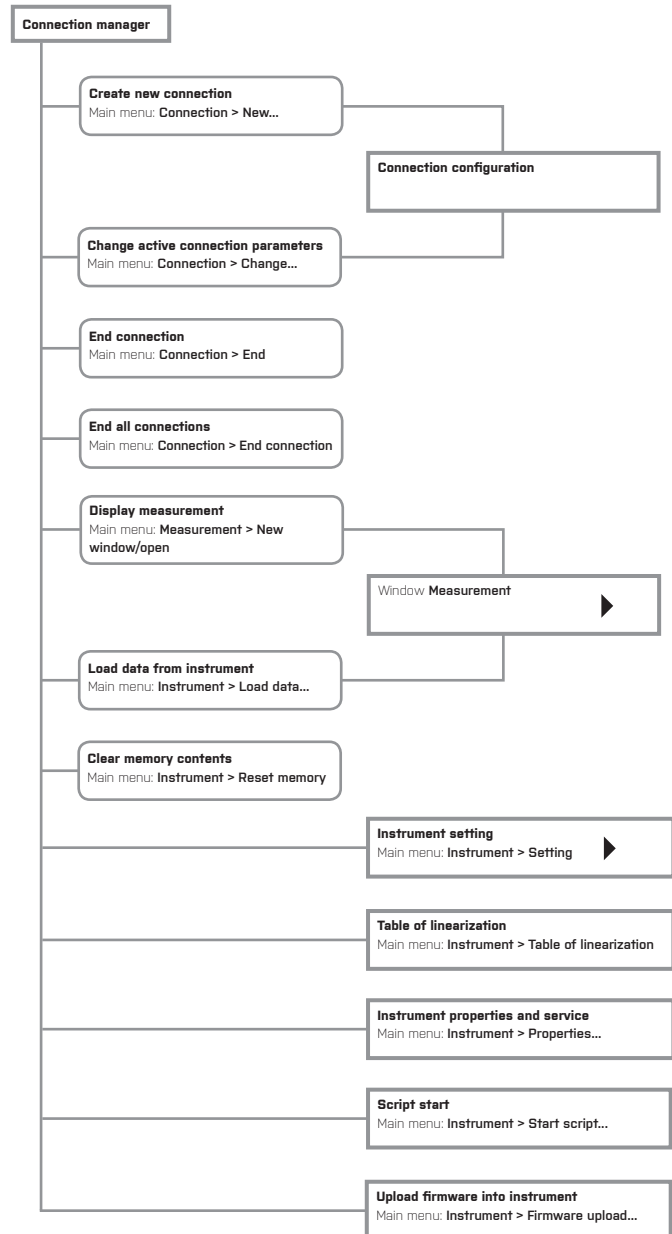 Connection manager
Create new connection
Main menu: Connection > New...
Connection configuration
Change active connection parameters
Main menu: Connection > Change...
End connection
Main menu: Connection > End
End all connections
Main menu: Connection > End connection
Display measurement
Main menu: Measurement > New
window/open
Window Measurement
Load data from instrument
Main menu: Instrument > Load data...
Clear memory contents
Main menu: Instrument > Reset memory
Instrument setting
Main menu: Instrument > Setting
Table of linearization
Main menu: Instrument > Table of linearization
Instrument properties and service
Main menu: Instrument > Properties...
Script start
Main menu: Instrument > Start script...
Upload firmware into instrument
Main menu: Instrument > Firmware upload...